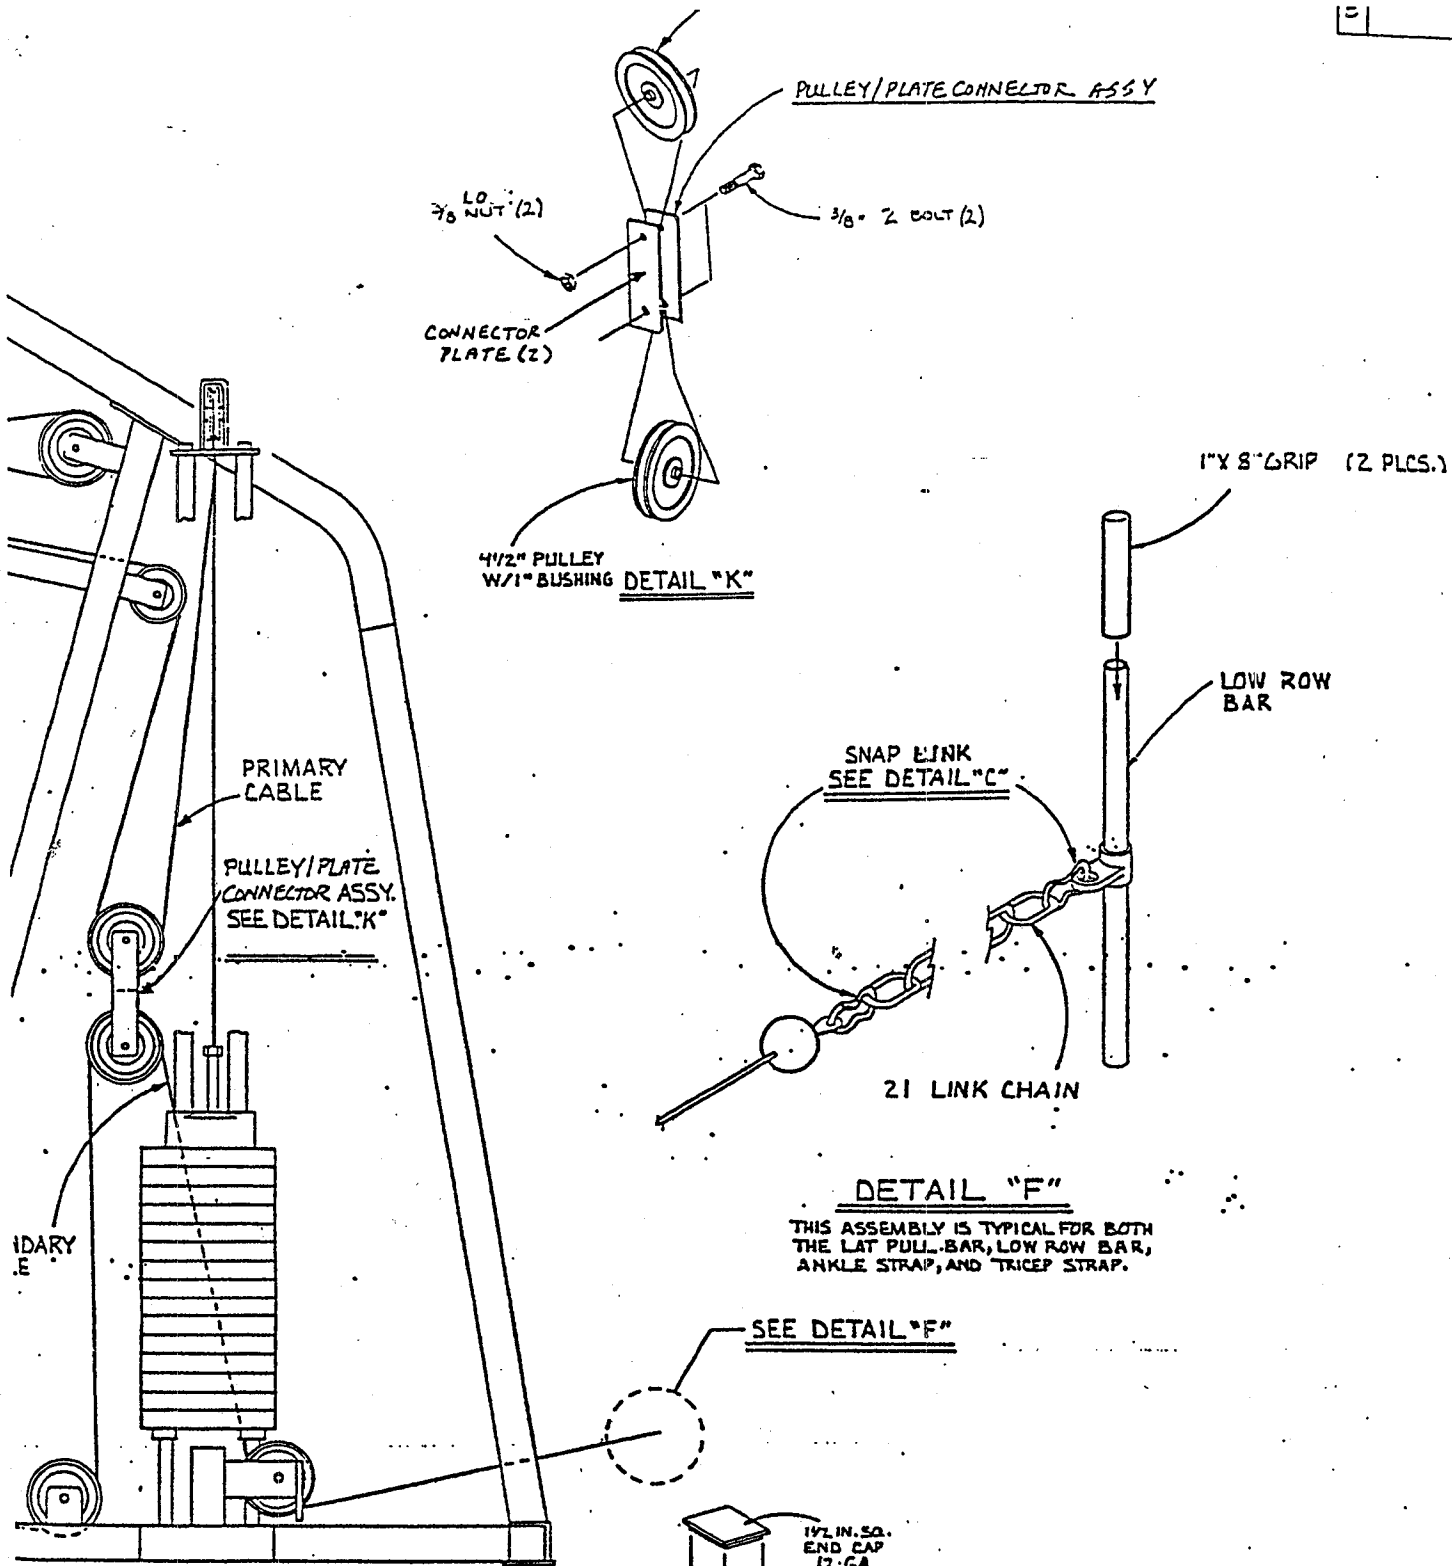 PULLEY/PLATE CONNECTOR ASSY
3/8 LO
NUT (2)
3/8 - 2 BOLT (2)
CONNECTOR
PLATE (2)
4 1/2" PULLEY
W/1" BUSHING
DETAIL "K"
1" X 8" GRIP (2 PLCS.)
LOW ROW
BAR
SNAP LINK
SEE DETAIL "C"
PRIMARY
CABLE
PULLEY/PLATE
CONNECTOR ASSY.
SEE DETAIL "K"
21 LINK CHAIN
DETAIL "F"
THIS ASSEMBLY IS TYPICAL FOR BOTH
THE LAT PULL BAR, LOW ROW BAR,
ANKLE STRAP, AND TRICEP STRAP.
IDARY
E
SEE DETAIL "F"
1 1/2 IN. SQ.
END CAP